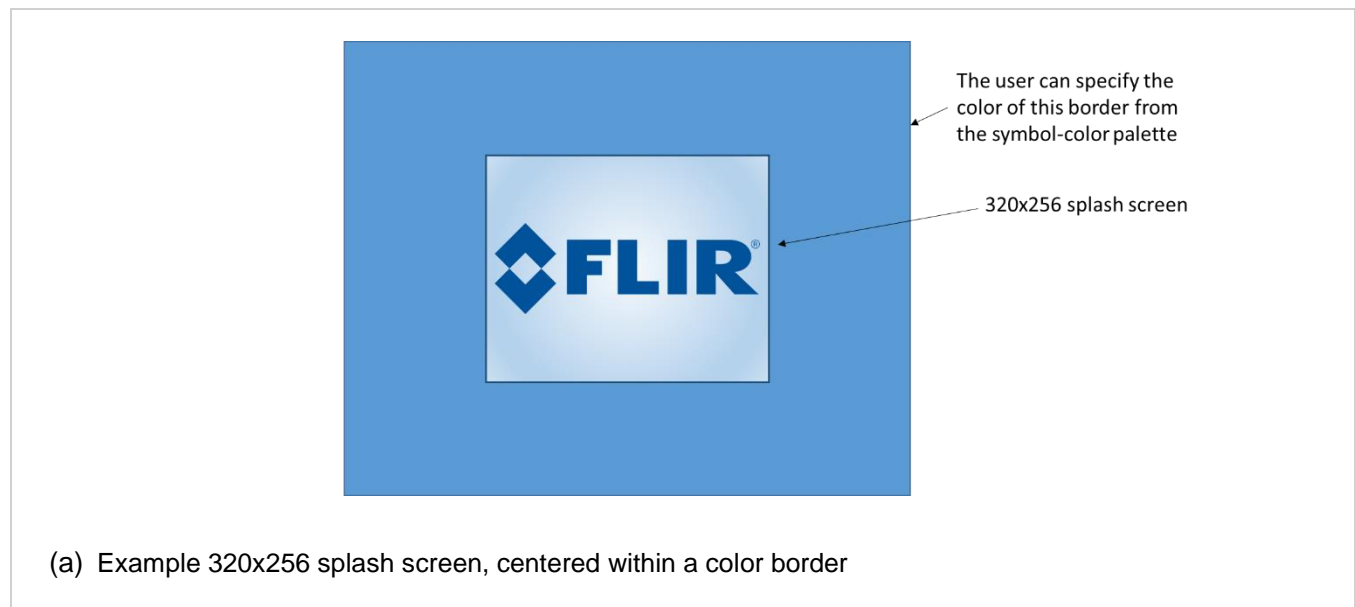 The user can specify the
color of this border from
the symbol-color palette
320x256 splash screen
FLIR®
(a) Example 320x256 splash screen, centered within a color border